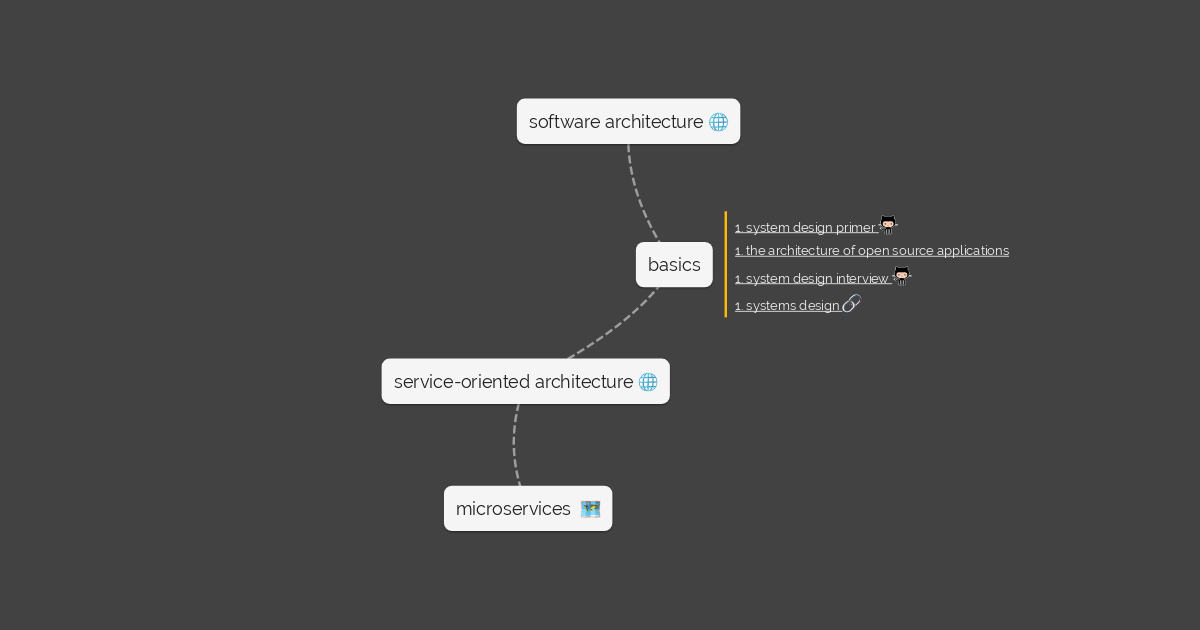 software architecture
1. system design primer
1. the architecture of open source applications
basics
1. system design interview
1. systems design
service-oriented architecture
microservices